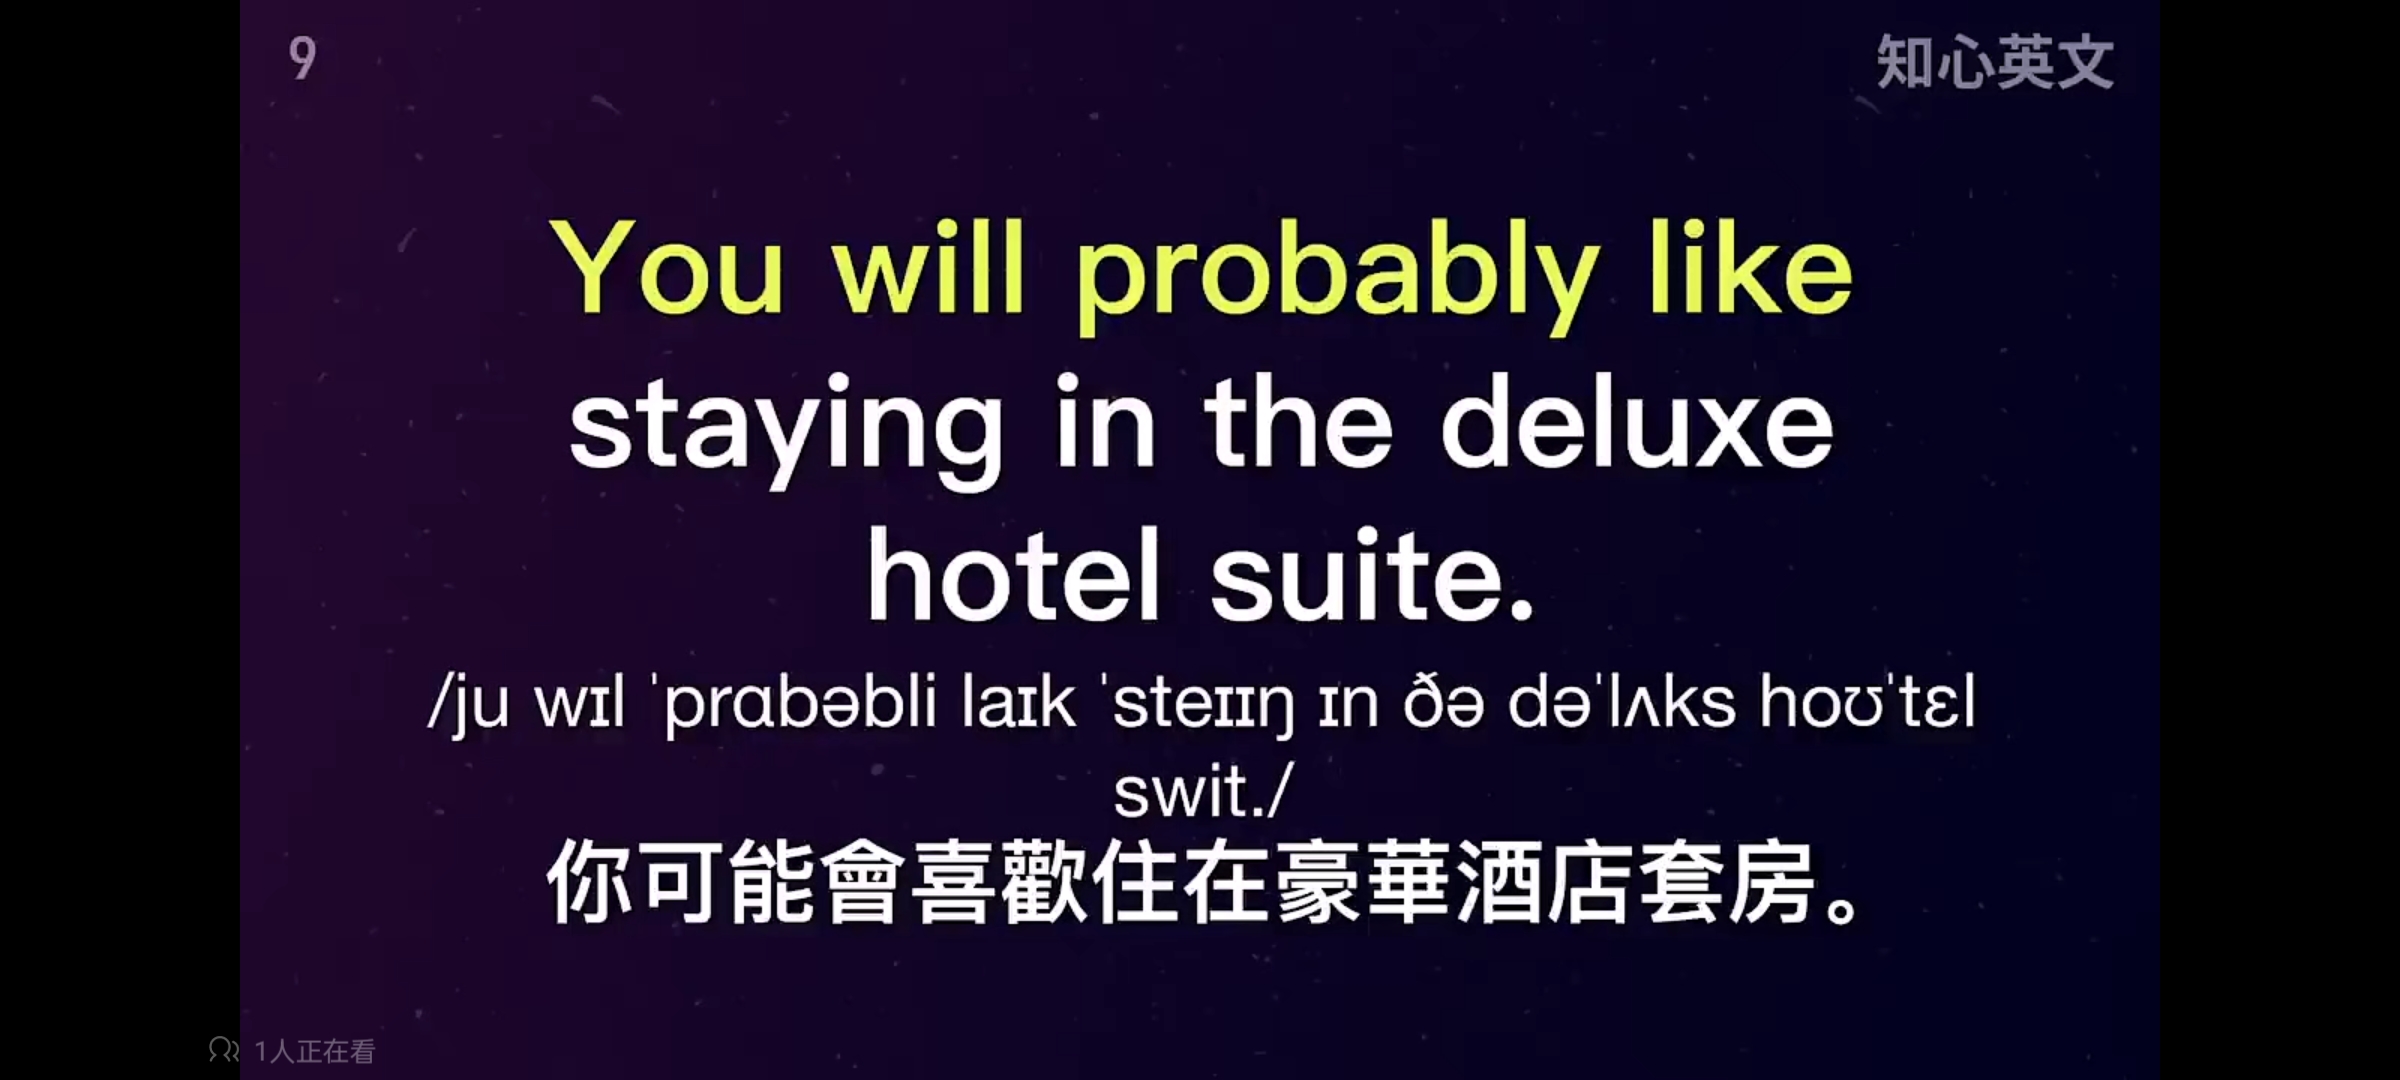 9
知心英文
You will probably like
staying in the deluxe
hotel suite.
/ju wɪl ˈprɑbəbli laɪk ˈsteɪɪŋ ɪn ðə dəˈlʌks hoʊˈtɛl
swit./
你可能會喜歡住在豪華酒店套房。
1人正在看